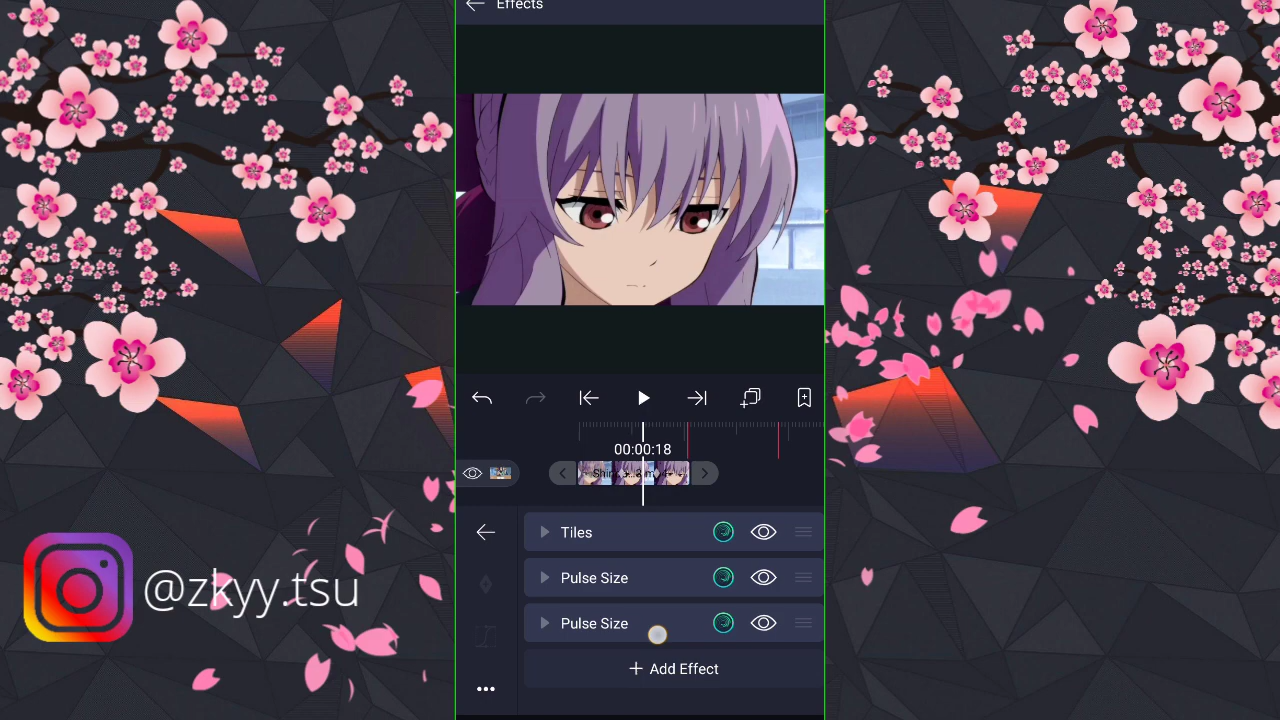 Effects
00:00:18
Tiles
Pulse Size
Pulse Size
+ Add Effect
@zkyy.tsu